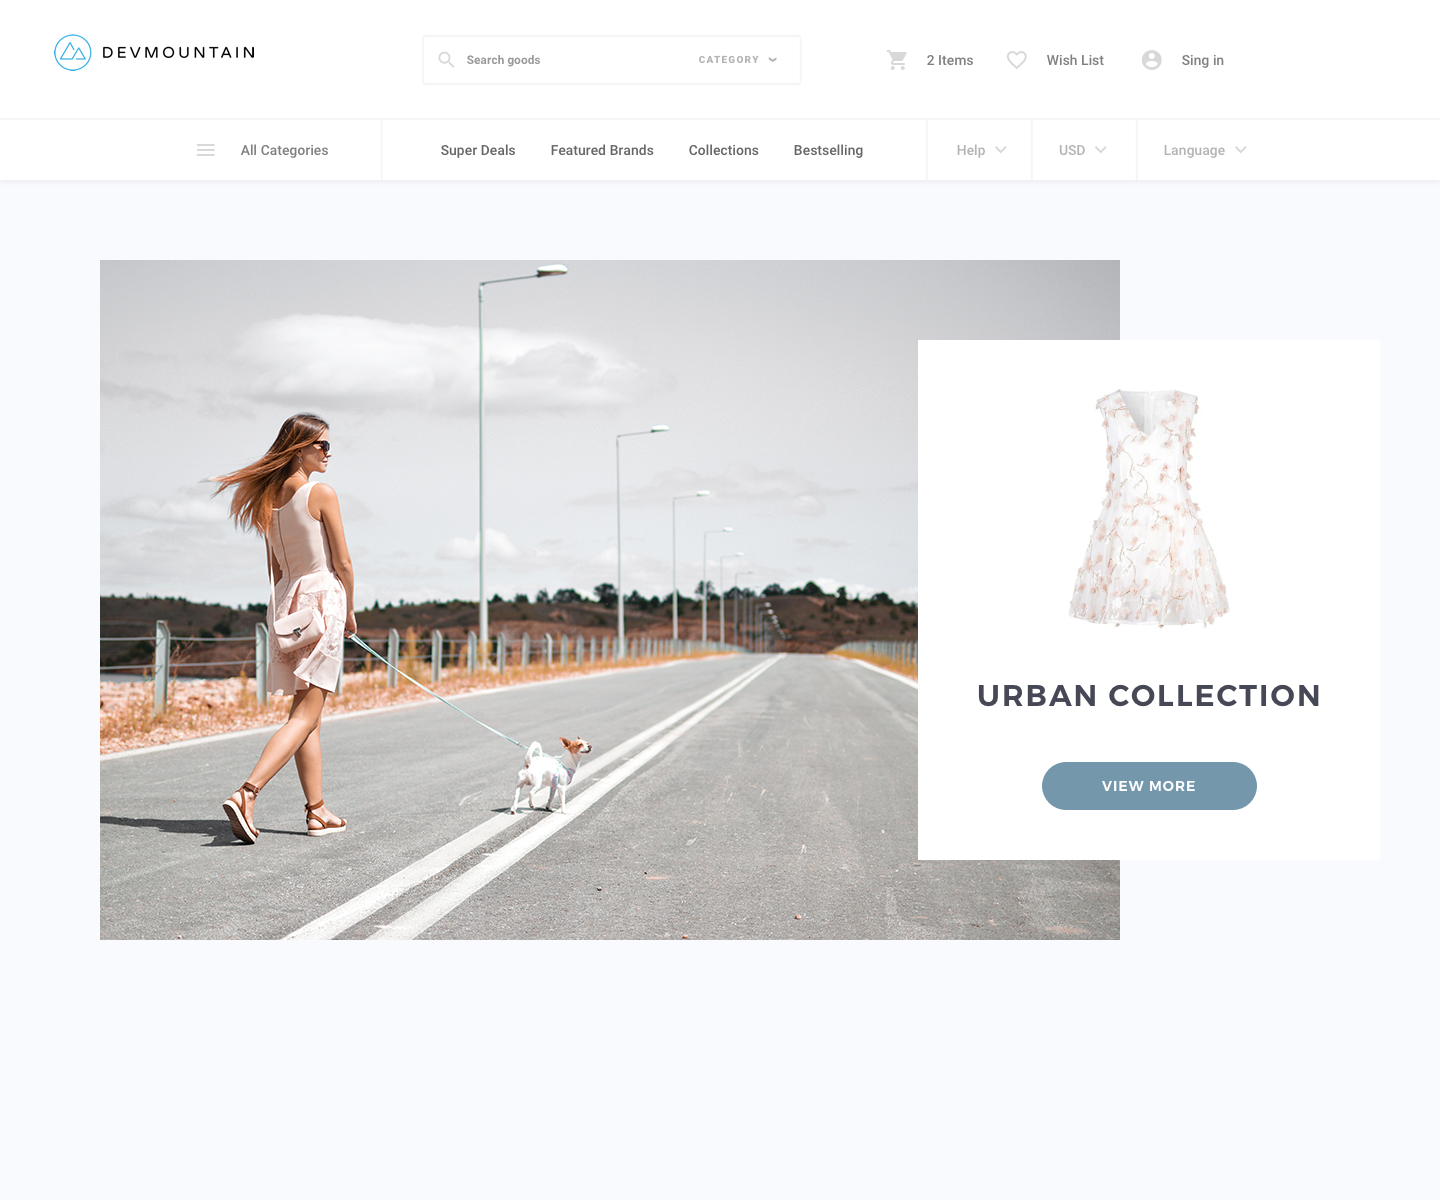 DEVMOUNTAIN
Search goods
CATEGORY
2 Items
Wish List
Sing in
All Categories
Super Deals
Featured Brands
Collections
Bestselling
Help
USD
Language
URBAN COLLECTION
VIEW MORE